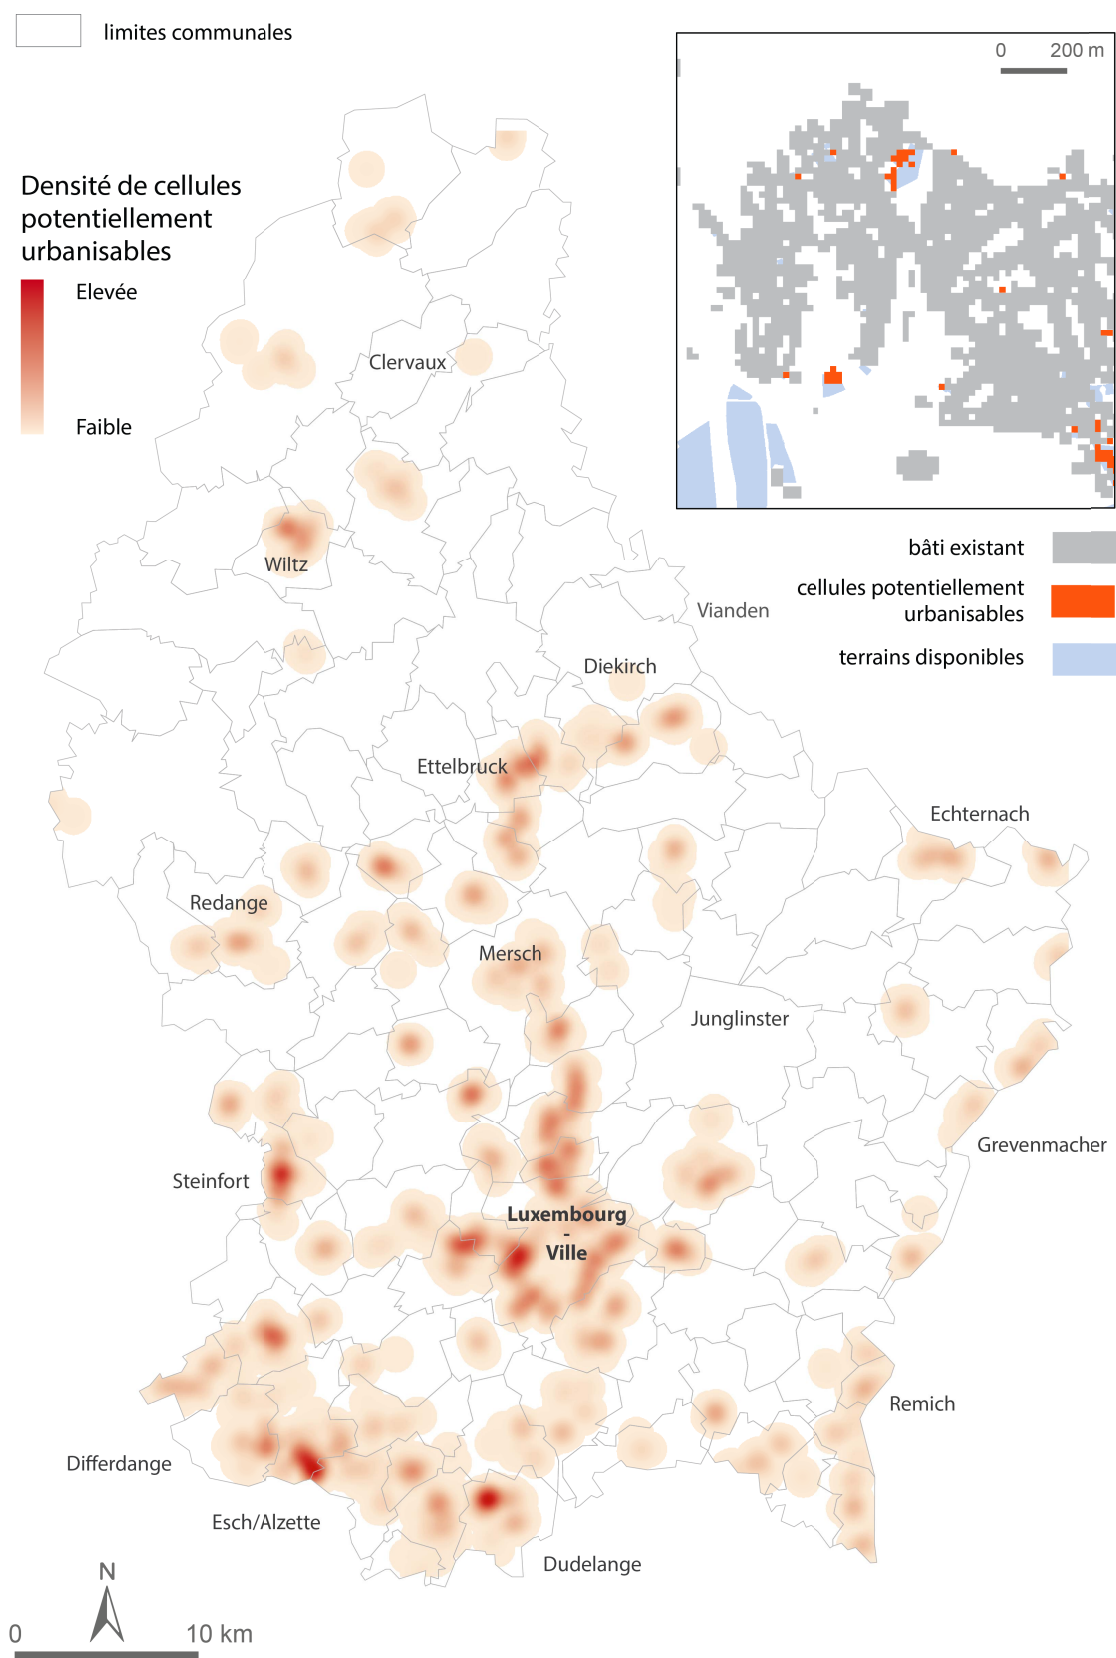 limites communales
0 200 m
Densité de cellules
potentiellement
urbanisables
Elevée
Faible
Clervaux
Wiltz
bâti existant
cellules potentiellement
urbanisables
terrains disponibles
Vianden
Diekirch
Ettelbruck
Echternach
Redange
Mersch
Junglinster
Grevenmacher
Steinfort
Luxembourg
-
Ville
Remich
Differdange
Esch/Alzette
Dudelange
N
0 10 km